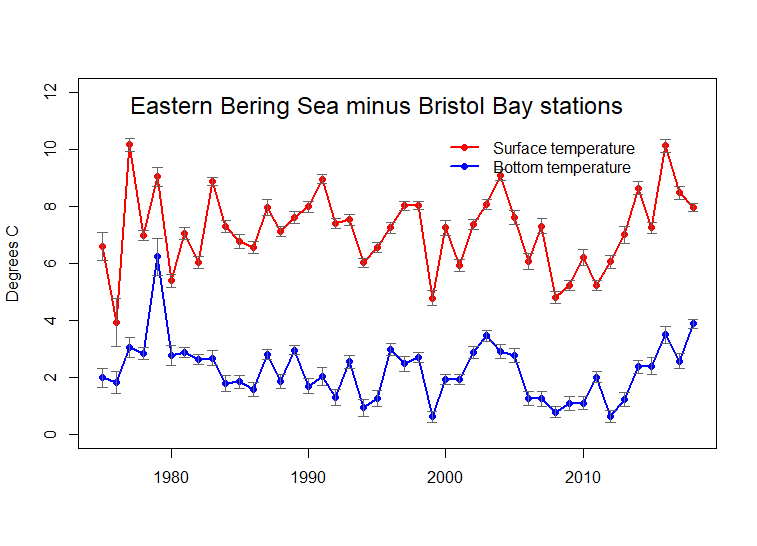 Eastern Bering Sea minus Bristol Bay stations
Surface temperature
Bottom temperature
Degrees C
12
10
8
6
4
2
0
1980 1990 2000 2010